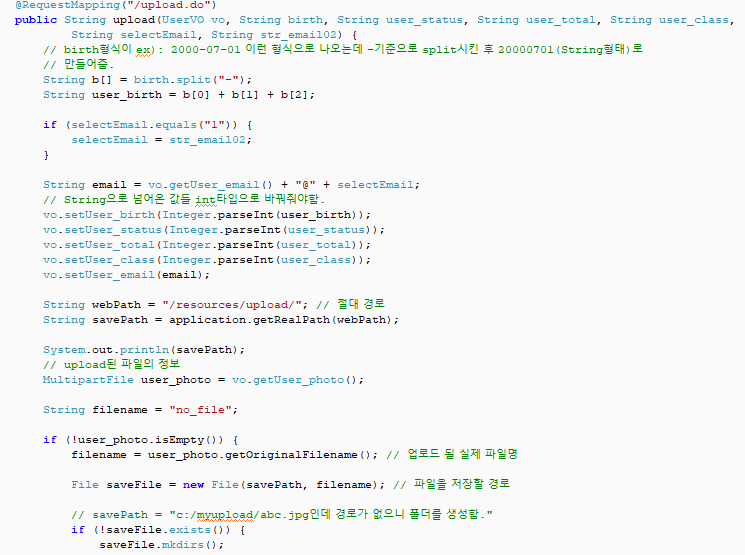 @RequestMapping("/upload.do")
public String upload(UserVO vo, String birth, String user_status, String user_total, String user_class,
String selectEmail, String str_email02) {
// birth형식이 ex): 2000-07-01 이런 형식으로 나오는데 -기준으로 split시킨 후 20000701(String형태)로
// 만들어줌.
String b[] = birth.split("-");
String user_birth = b[0] + b[1] + b[2];
if (selectEmail.equals("1")) {
selectEmail = str_email02;
}
String email = vo.getUser_email() + "@" + selectEmail;
// String으로 넘어온 값들 int타입으로 바꿔줘야함.
vo.setUser_birth(Integer.parseInt(user_birth));
vo.setUser_status(Integer.parseInt(user_status));
vo.setUser_total(Integer.parseInt(user_total));
vo.setUser_class(Integer.parseInt(user_class));
vo.setUser_email(email);
String webPath = "/resources/upload/"; // 절대 경로
String savePath = application.getRealPath(webPath);
System.out.println(savePath);
// upload된 파일의 정보
MultipartFile user_photo = vo.getUser_photo();
String filename = "no_file";
if (!user_photo.isEmpty()) {
filename = user_photo.getOriginalFilename(); // 업로드 될 실제 파일명
File saveFile = new File(savePath, filename); // 파일을 저장할 경로
// savePath = "c:/myupload/abc.jpg인데 경로가 없으니 폴더를 생성함."
if (!saveFile.exists()) {
saveFile.mkdirs();